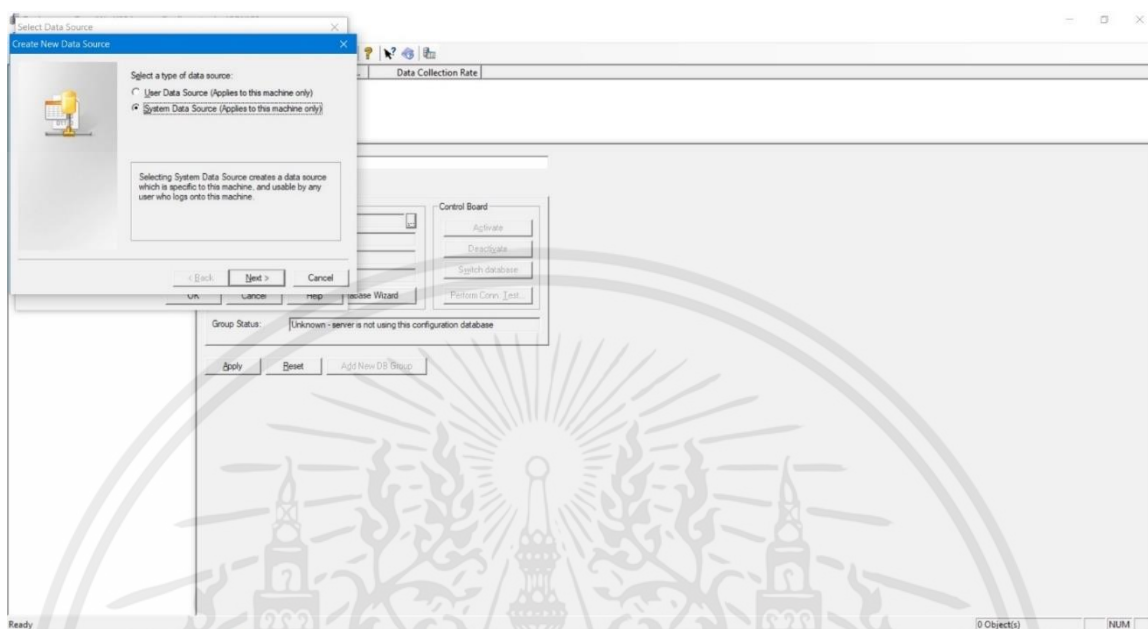 Select Data Source
Create New Data Source
Select a type of data source:
User Data Source (Applies to this machine only)
System Data Source (Applies to this machine only)
Selecting System Data Source creates a data source
which is specific to this machine, and usable by any
user who logs onto this machine.
< Back
Next >
Cancel
Data Collection Rate
Control Board
Activate
Deactivate
Switch database
Perform Conn. Test...
OK
Cancel
Help
abase Wizard
Group Status:
Unknown - server is not using this configuration database
Apply
Reset
Add New DB Group
Ready
0 Object(s)
NUM